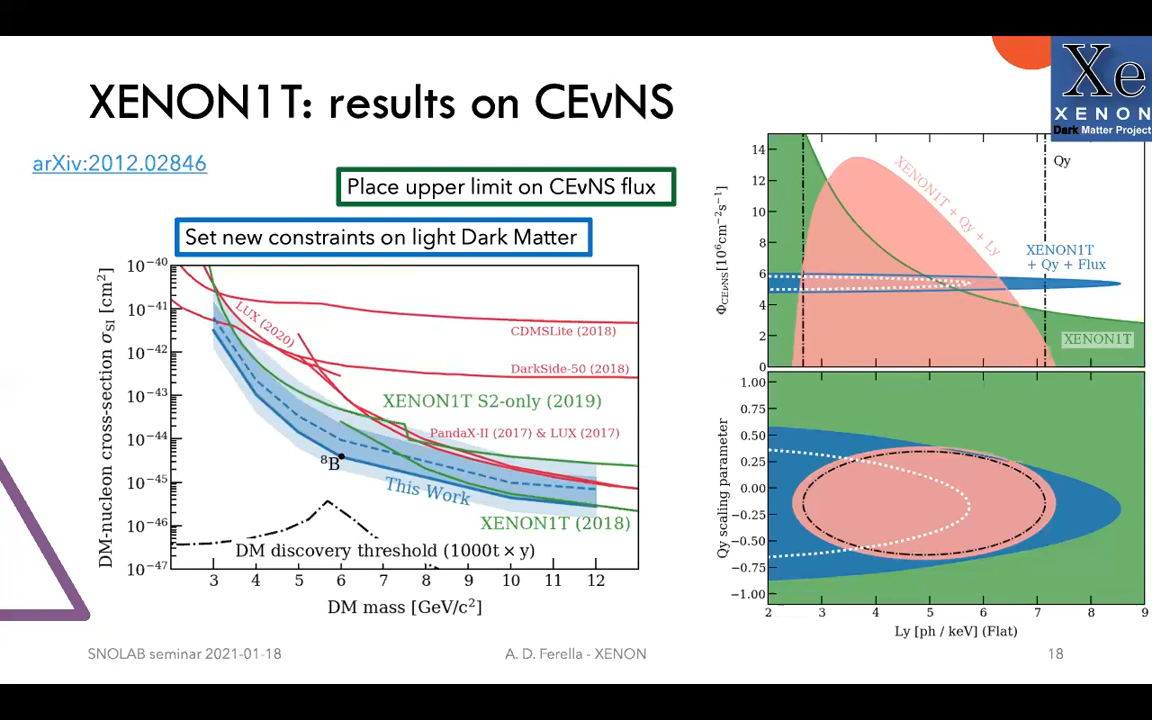 XENON1T: results on CEνNS
Xe
XENON
Dark Matter Project
arXiv:2012.02846
Place upper limit on CEνNS flux
Set new constraints on light Dark Matter
DM-nucleon cross-section σSI [cm²]
10⁻⁴⁰
10⁻⁴¹
10⁻⁴²
10⁻⁴³
10⁻⁴⁴
10⁻⁴⁵
10⁻⁴⁶
10⁻⁴⁷
LUX (2020)
CDMSLite (2018)
DarkSide-50 (2018)
XENON1T S2-only (2019)
PandaX-II (2017) & LUX (2017)
⁸B
This Work
XENON1T (2018)
DM discovery threshold (1000t × y)
3 4 5 6 7 8 9 10 11 12
DM mass [GeV/c²]
Φ_CEνNS [10⁶cm⁻²s⁻¹]
14
12
10
8
6
4
2
0
Qy
XENON1T + Qy + Ly
XENON1T
+ Qy + Flux
XENON1T
Qy scaling parameter
1.00
0.75
0.50
0.25
0.00
−0.25
−0.50
−0.75
−1.00
2 3 4 5 6 7 8 9
Ly [ph / keV] (Flat)
SNOLAB seminar 2021-01-18
A. D. Ferella - XENON
18